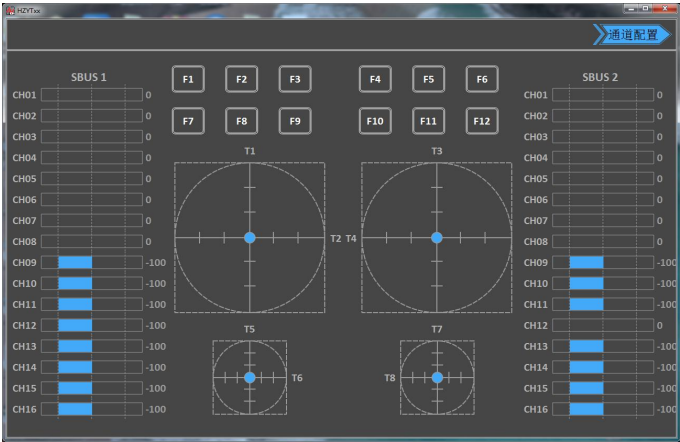 HZYTxx
通道配置
SBUS 1
F1 F2 F3 F4 F5 F6
SBUS 2
CH01 0
CH02 0
CH03 0
CH04 0
CH05 0
CH06 0
CH07 0
CH08 0
CH09 -100
CH10 -100
CH11 -100
CH12 -100
CH13 -100
CH14 -100
CH15 -100
CH16 -100
F7 F8 F9 F10 F11 F12
T1 T3
T2 T4
T5 T7
T6 T8
CH01 0
CH02 0
CH03 0
CH04 0
CH05 0
CH06 0
CH07 0
CH08 0
CH09 -100
CH10 -100
CH11 -100
CH12 0
CH13 -100
CH14 -100
CH15 -100
CH16 -100